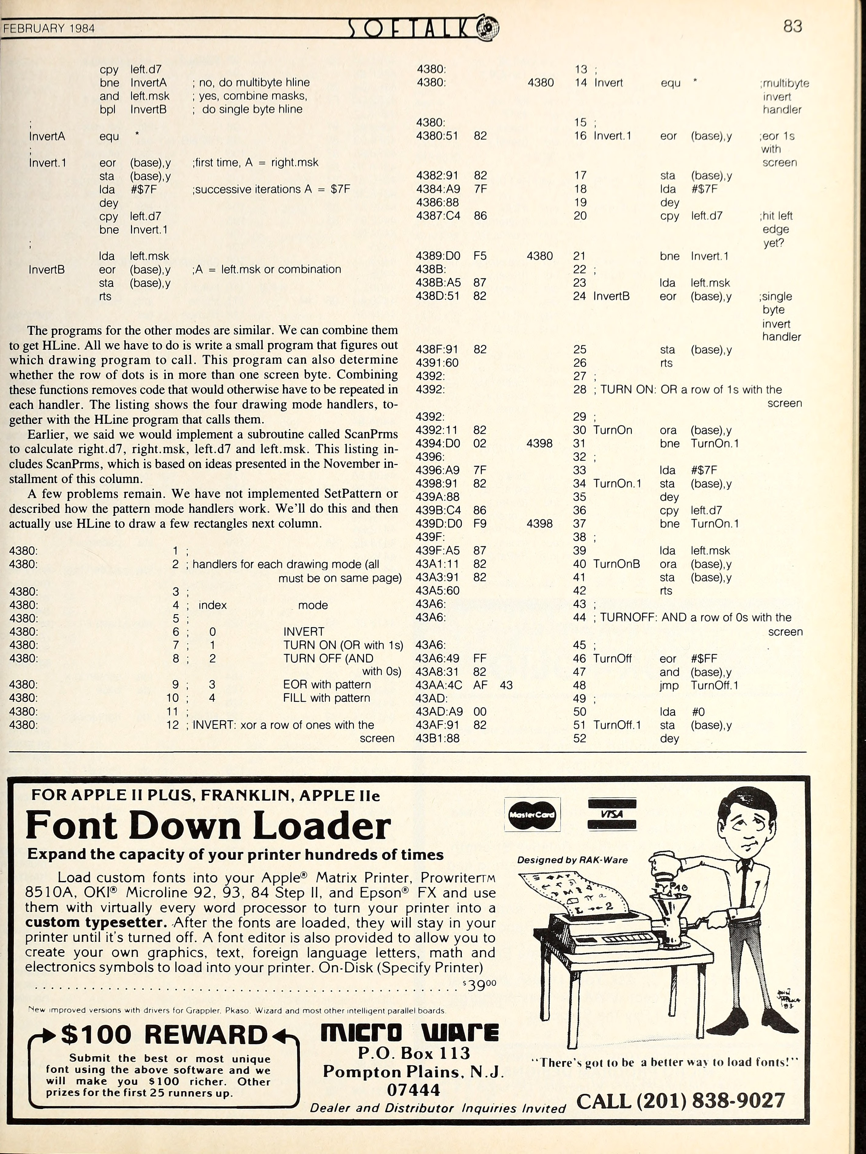 FEBRUARY 1984
SOFTALK
83
cpy left.d7
bne InvertA ; no, do multibyte hline
and left.msk ; yes, combine masks,
bpl InvertB ; do single byte hline
;
InvertA equ *
;
Invert.1 eor (base),y ;first time, A = right.msk
sta (base),y
lda #$7F ;successive iterations A = $7F
dey
cpy left.d7
bne Invert.1
;
lda left.msk
InvertB eor (base),y ;A = left.msk or combination
sta (base),y
rts
The programs for the other modes are similar. We can combine them
to get HLine. All we have to do is write a small program that figures out
which drawing program to call. This program can also determine
whether the row of dots is in more than one screen byte. Combining
these functions removes code that would otherwise have to be repeated in
each handler. The listing shows the four drawing mode handlers, to-
gether with the HLine program that calls them.
Earlier, we said we would implement a subroutine called ScanPrms
to calculate right.d7, right.msk, left.d7 and left.msk. This listing in-
cludes ScanPrms, which is based on ideas presented in the November in-
stallment of this column.
A few problems remain. We have not implemented SetPattern or
described how the pattern mode handlers work. We'll do this and then
actually use HLine to draw a few rectangles next column.
4380: 1 ;
4380: 2 ; handlers for each drawing mode (all
must be on same page)
4380: 3 ;
4380: 4 ; index mode
4380: 5 ;
4380: 6 ; 0 INVERT
4380: 7 ; 1 TURN ON (OR with 1s)
4380: 8 ; 2 TURN OFF (AND
with 0s)
4380: 9 ; 3 EOR with pattern
4380: 10 ; 4 FILL with pattern
4380: 11 ;
4380: 12 ; INVERT: xor a row of ones with the
screen
4380: 13 ;
4380: 4380 14 Invert equ * ;multibyte
invert
handler
4380: 15 ;
4380:51 82 16 Invert.1 eor (base),y ;eor 1s
with
screen
4382:91 82 17 sta (base),y
4384:A9 7F 18 lda #$7F
4386:88 19 dey
4387:C4 86 20 cpy left.d7 ;hit left
edge
yet?
4389:D0 F5 4380 21 bne Invert.1
438B: 22 ;
438B:A5 87 23 lda left.msk
438D:51 82 24 InvertB eor (base),y ;single
byte
invert
handler
438F:91 82 25 sta (base),y
4391:60 26 rts
4392: 27 ;
4392: 28 ; TURN ON: OR a row of 1s with the
screen
4392: 29 ;
4392:11 82 30 TurnOn ora (base),y
4394:D0 02 4398 31 bne TurnOn.1
4396: 32 ;
4396:A9 7F 33 lda #$7F
4398:91 82 34 TurnOn.1 sta (base),y
439A:88 35 dey
439B:C4 86 36 cpy left.d7
439D:D0 F9 4398 37 bne TurnOn.1
439F: 38 ;
439F:A5 87 39 lda left.msk
43A1:11 82 40 TurnOnB ora (base),y
43A3:91 82 41 sta (base),y
43A5:60 42 rts
43A6: 43 ;
43A6: 44 ; TURNOFF: AND a row of 0s with the
screen
43A6: 45 ;
43A6:49 FF 46 TurnOff eor #$FF
43A8:31 82 47 and (base),y
43AA:4C AF 43 48 jmp TurnOff.1
43AD: 49 ;
43AD:A9 00 50 lda #0
43AF:91 82 51 TurnOff.1 sta (base),y
43B1:88 52 dey
FOR APPLE II PLUS, FRANKLIN, APPLE IIe
Font Down Loader
Expand the capacity of your printer hundreds of times
Load custom fonts into your Apple® Matrix Printer, Prowriter™
8510A, OKI® Microline 92, 93, 84 Step II, and Epson® FX and use
them with virtually every word processor to turn your printer into a
custom typesetter. After the fonts are loaded, they will stay in your
printer until it's turned off. A font editor is also provided to allow you to
create your own graphics, text, foreign language letters, math and
electronics symbols to load into your printer. On-Disk (Specify Printer)
. . . . . . . . . . . . . . . . . . . . . . . . . . . . . . . . . . . . . . . . $39.00
*New improved versions with drivers for Grappler, Pkaso, Wizard and most other intelligent parallel boards.
MasterCard
VISA
Designed by RAK-Ware
$100 REWARD
Submit the best or most unique
font using the above software and we
will make you $100 richer. Other
prizes for the first 25 runners up.
MICRO WARE
P.O. Box 113
Pompton Plains, N.J.
07444
Dealer and Distributor Inquiries Invited
"There's got to be a better way to load fonts!"
CALL (201) 838-9027